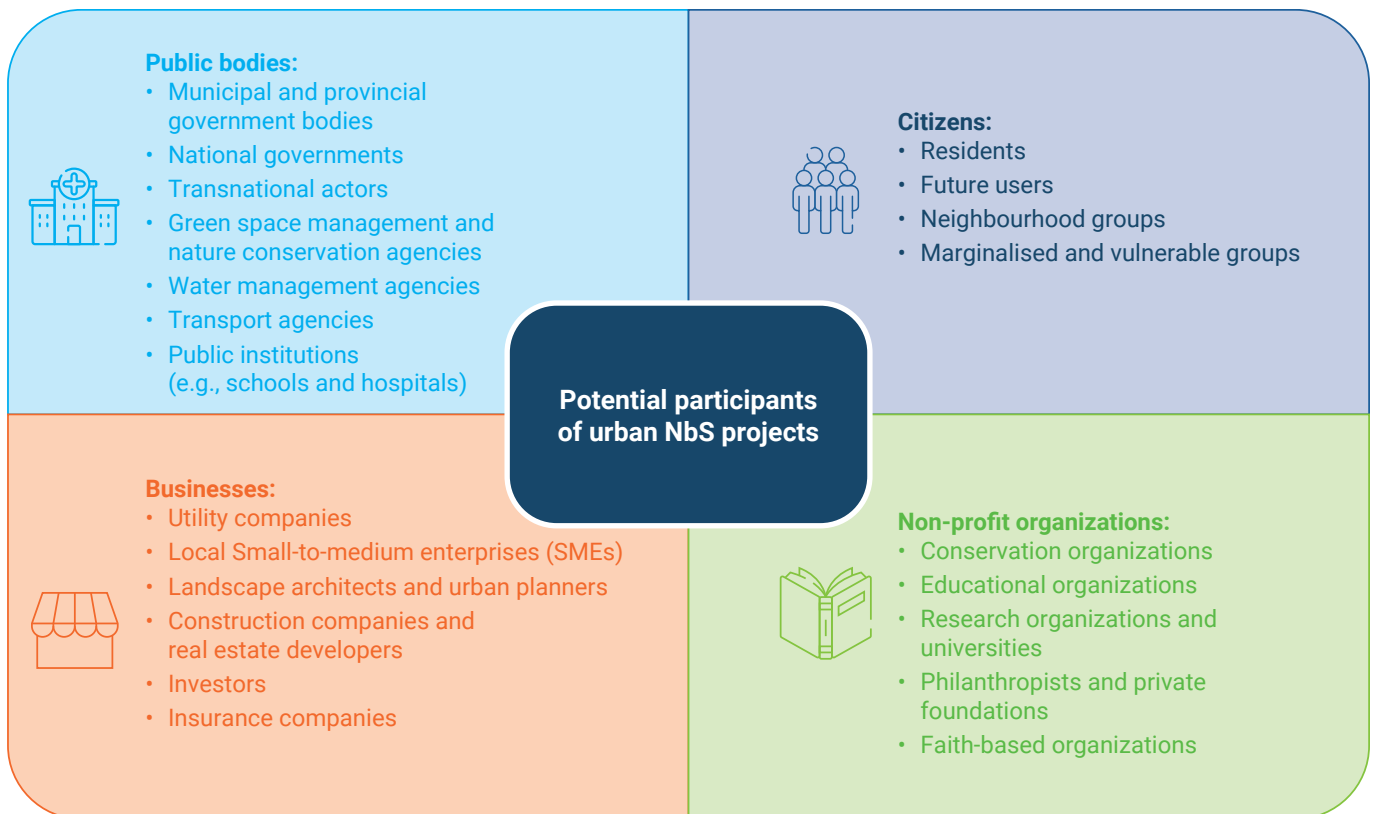 Public bodies:
• Municipal and provincial
government bodies
• National governments
• Transnational actors
• Green space management and
nature conservation agencies
• Water management agencies
• Transport agencies
• Public institutions
(e.g., schools and hospitals)
Citizens:
• Residents
• Future users
• Neighbourhood groups
• Marginalised and vulnerable groups
Potential participants
of urban NbS projects
Businesses:
• Utility companies
• Local Small-to-medium enterprises (SMEs)
• Landscape architects and urban planners
• Construction companies and
real estate developers
• Investors
• Insurance companies
Non-profit organizations:
• Conservation organizations
• Educational organizations
• Research organizations and
universities
• Philanthropists and private
foundations
• Faith-based organizations